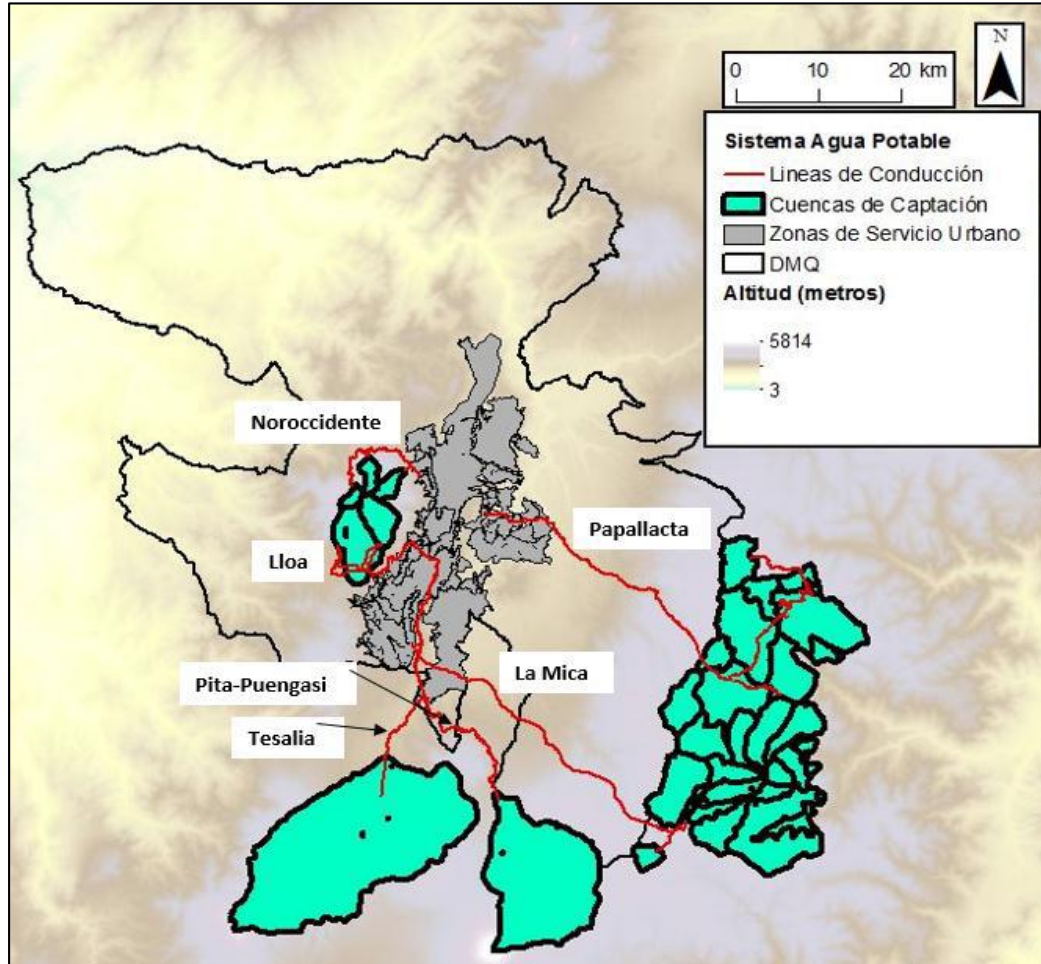 N
0 10 20 km
Sistema Agua Potable
Lineas de Conducción
Cuencas de Captación
Zonas de Servicio Urbano
DMQ
Altitud (metros)
5814
3
Noroccidente
Papallacta
Lloa
La Mica
Pita-Puengasi
Tesalia